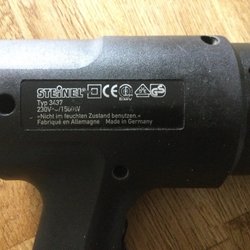 STEINEL
Typ 3437
230V~/1500W
»Nicht im feuchten Zustand benutzen.«
Fabriqué en Allemagne Made in Germany